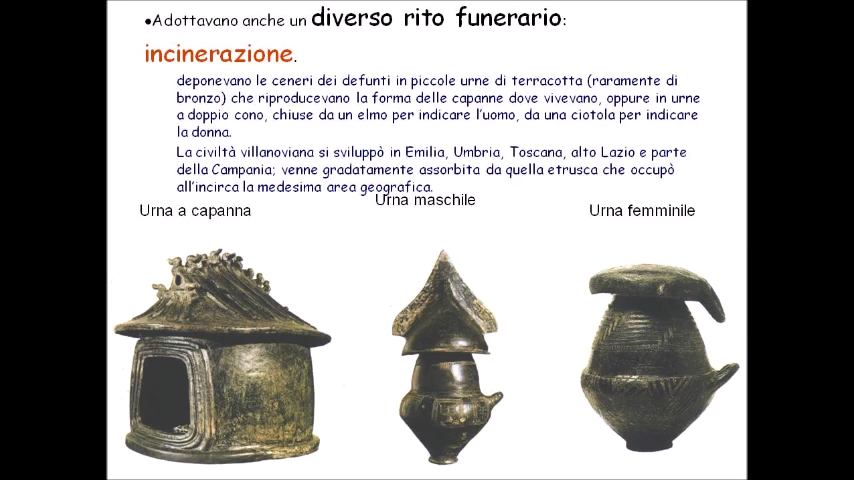 •Adottavano anche un diverso rito funerario:
incinerazione.
deponevano le ceneri dei defunti in piccole urne di terracotta (raramente di
bronzo) che riproducevano la forma delle capanne dove vivevano, oppure in urne
a doppio cono, chiuse da un elmo per indicare l'uomo, da una ciotola per indicare
la donna.
La civiltà villanoviana si sviluppò in Emilia, Umbria, Toscana, alto Lazio e parte
della Campania; venne gradatamente assorbita da quella etrusca che occupò
all'incirca la medesima area geografica.
Urna a capanna
Urna maschile
Urna femminile